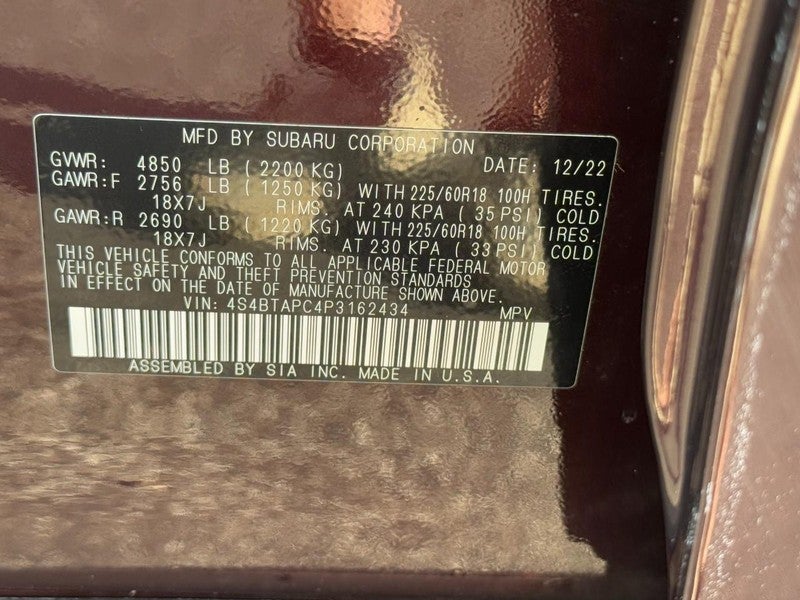 MFD BY SUBARU CORPORATION DATE: 12/22
GVWR: 4850 LB ( 2200 KG)
GAWR:F 2756 LB ( 1250 KG) WITH 225/60R18 100H TIRES.
18X7J RIMS. AT 240 KPA ( 35 PSI) COLD
GAWR:R 2690 LB ( 1220 KG) WITH 225/60R18 100H TIRES.
18X7J RIMS. AT 230 KPA ( 33 PSI) COLD
THIS VEHICLE CONFORMS TO ALL APPLICABLE FEDERAL MOTOR
VEHICLE SAFETY AND THEFT PREVENTION STANDARDS
IN EFFECT ON THE DATE OF MANUFACTURE SHOWN ABOVE.
VIN: 4S4BTAPC4P3162434 MPV
ASSEMBLED BY SIA INC. MADE IN U.S.A.